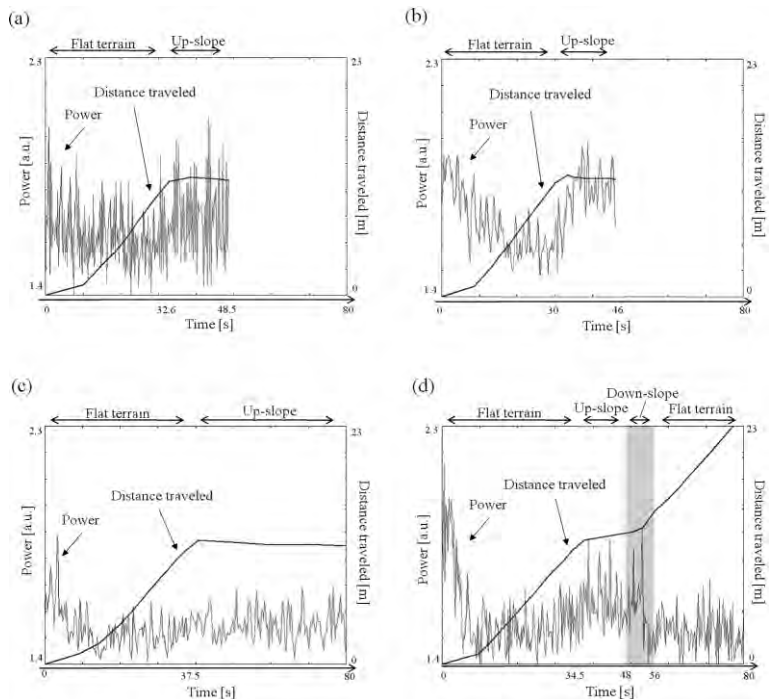 (a)
Flat terrain
Up-slope
2.3
23
Distance traveled
Power
Power [a.u.]
Distance traveled [m]
1.4
0
0
32.6
48.5
80
Time [s]
(b)
Flat terrain
Up-slope
2.3
23
Distance traveled
Power
Power [a.u.]
Distance traveled [m]
1.4
0
0
30
46
80
Time [s]
(c)
Flat terrain
Up-slope
2.3
23
Distance traveled
Power
Power [a.u.]
Distance traveled [m]
1.4
0
0
37.5
80
Time [s]
(d)
Down-slope
Flat terrain
Up-slope
Flat terrain
2.3
23
Distance traveled
Power
Power [a.u.]
Distance traveled [m]
1.4
0
0
34.5
48
56
80
Time [s]